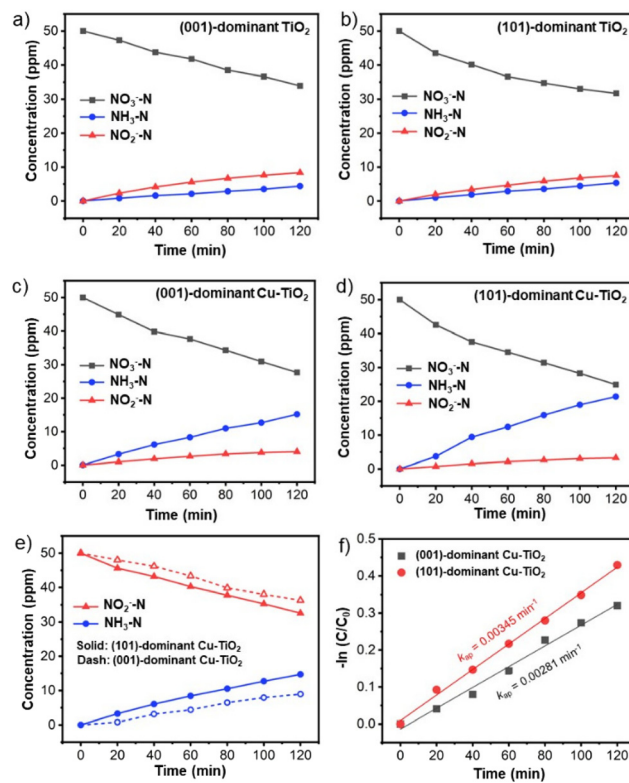 a)
(001)-dominant TiO₂
Concentration (ppm)
60
50
40
30
20
10
0
NO₃⁻-N
NH₃-N
NO₂⁻-N
0 20 40 60 80 100 120
Time (min)
b)
(101)-dominant TiO₂
Concentration (ppm)
60
50
40
30
20
10
0
NO₃⁻-N
NH₃-N
NO₂⁻-N
0 20 40 60 80 100 120
Time (min)
c)
(001)-dominant Cu-TiO₂
Concentration (ppm)
60
50
40
30
20
10
0
NO₃⁻-N
NH₃-N
NO₂⁻-N
0 20 40 60 80 100 120
Time (min)
d)
(101)-dominant Cu-TiO₂
Concentration (ppm)
60
50
40
30
20
10
0
NO₃⁻-N
NH₃-N
NO₂⁻-N
0 20 40 60 80 100 120
Time (min)
e)
Concentration (ppm)
60
50
40
30
20
10
0
NO₂⁻-N
NH₃-N
Solid: (101)-dominant Cu-TiO₂
Dash: (001)-dominant Cu-TiO₂
0 20 40 60 80 100 120
Time (min)
f)
(001)-dominant Cu-TiO₂
(101)-dominant Cu-TiO₂
-ln (C/C₀)
0.5
0.4
0.3
0.2
0.1
0.0
kap = 0.00345 min⁻¹
kap = 0.00281 min⁻¹
0 20 40 60 80 100 120
Time (min)